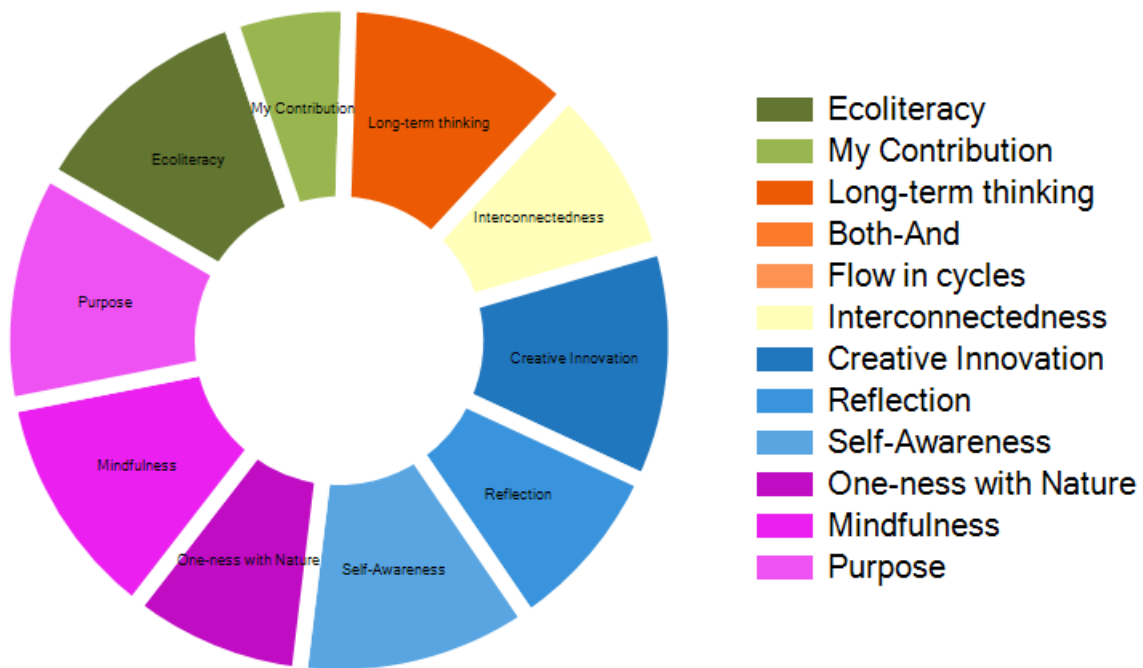 My Contribution
Long-term thinking
Ecoliteracy
Interconnectedness
Purpose
Creative Innovation
Mindfulness
Reflection
One-ness with Nature
Self-Awareness
Ecoliteracy
My Contribution
Long-term thinking
Both-And
Flow in cycles
Interconnectedness
Creative Innovation
Reflection
Self-Awareness
One-ness with Nature
Mindfulness
Purpose